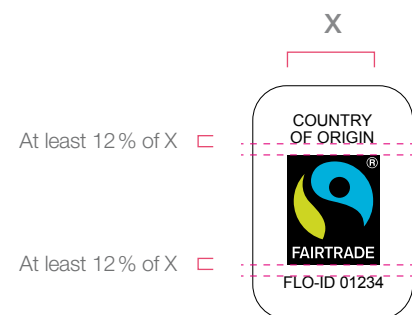 X
COUNTRY
OF ORIGIN
At least 12% of X
®
FAIRTRADE
At least 12% of X
FLO-ID 01234